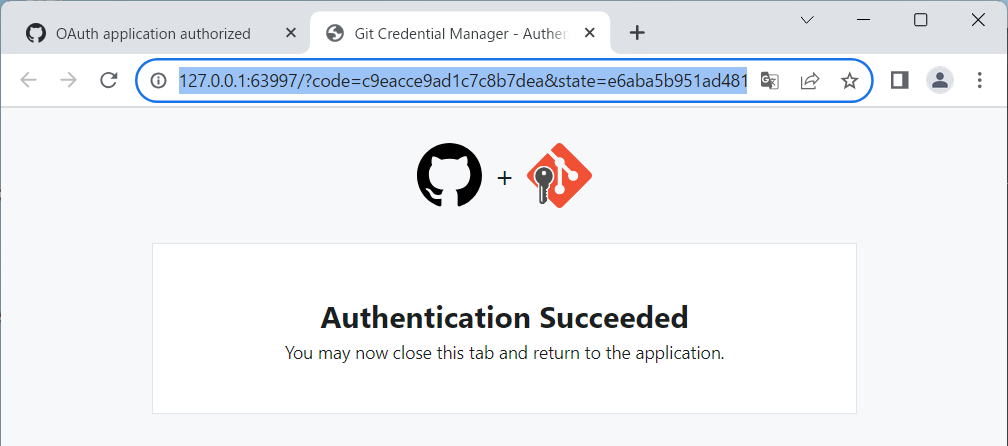 OAuth application authorized
Git Credential Manager - Authen
127.0.0.1:63997/?code=c9eacce9ad1c7c8b7dea&state=e6aba5b951ad481
+
Authentication Succeeded
You may now close this tab and return to the application.